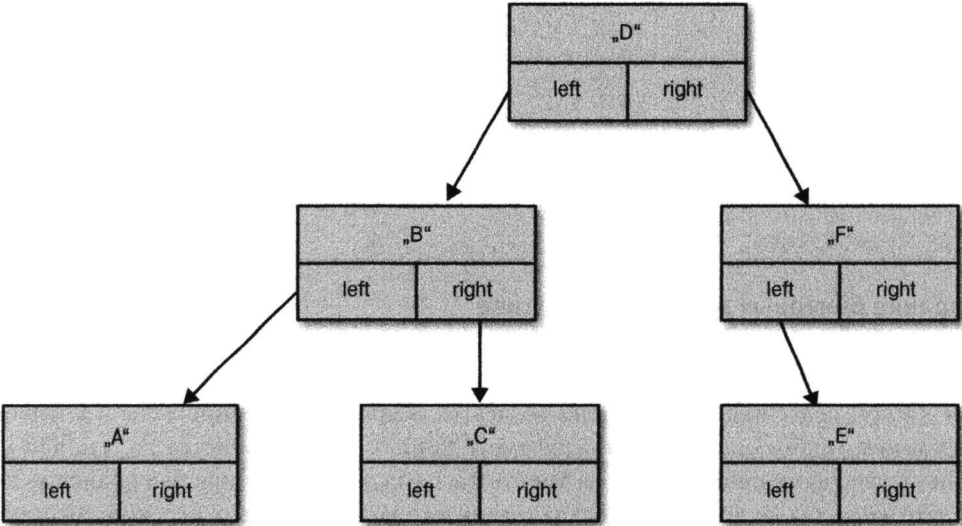 „D“
left right
„B“
left right
„F“
left right
„A“
left right
„C“
left right
„E“
left right